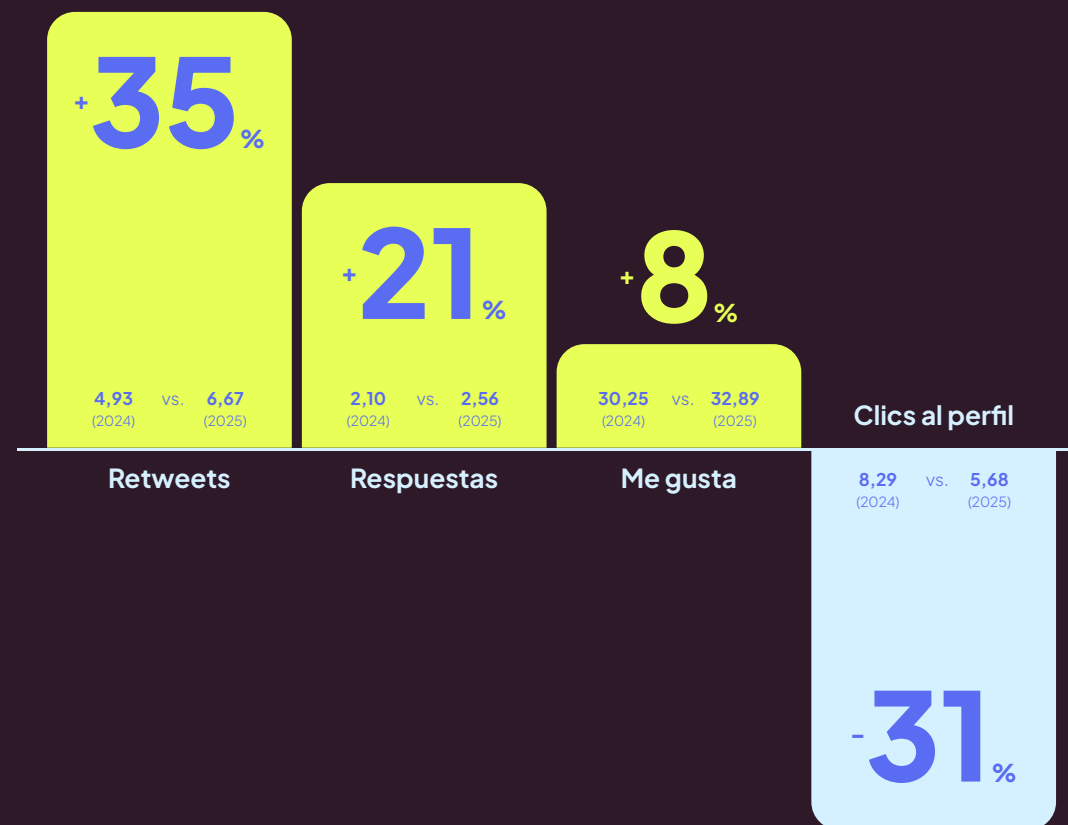 +35%
4,93 vs. 6,67
(2024) (2025)
Retweets
+21%
2,10 vs. 2,56
(2024) (2025)
Respuestas
+8%
30,25 vs. 32,89
(2024) (2025)
Me gusta
Clics al perfil
8,29 vs. 5,68
(2024) (2025)
-31%